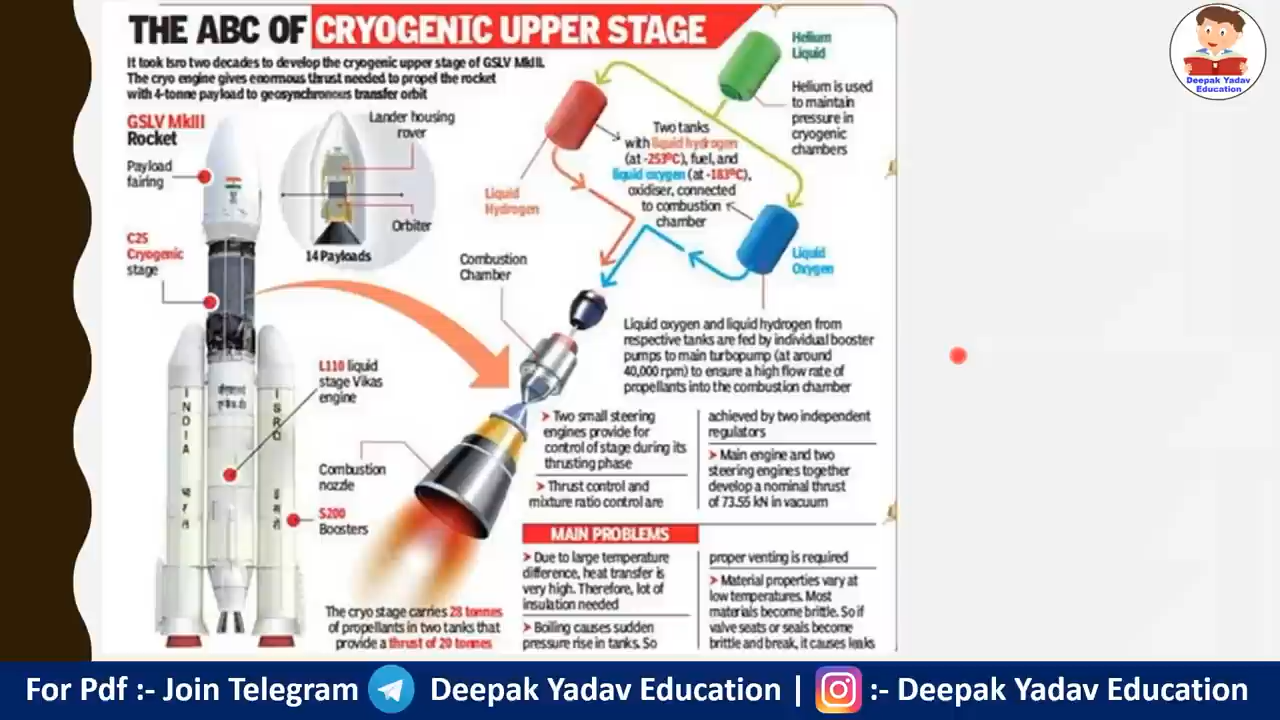 THE ABC OF CRYOGENIC UPPER STAGE
It took Isro two decades to develop the cryogenic upper stage of GSLV MkIII.
The cryo engine gives enormous thrust needed to propel the rocket
with 4-tonne payload to geosynchronous transfer orbit
GSLV MkIII
Rocket
Payload
fairing
C25
Cryogenic
stage
Lander housing
rover
Orbiter
14 Payloads
L110 liquid
stage Vikas
engine
Combustion
nozzle
S200
Boosters
INDIA
ISRO
भारत
The cryo stage carries 28 tonnes
of propellants in two tanks that
provide a thrust of 20 tonnes
Combustion
Chamber
Liquid
Hydrogen
Two tanks
with liquid hydrogen
(at -253ºC), fuel, and
liquid oxygen (at -183ºC),
oxidiser, connected
to combustion
chamber
Helium
Liquid
Helium is used
to maintain
pressure in
cryogenic
chambers
Liquid
Oxygen
Liquid oxygen and liquid hydrogen from
respective tanks are fed by individual booster
pumps to main turbopump (at around
40,000 rpm) to ensure a high flow rate of
propellants into the combustion chamber
➤ Two small steering
engines provide for
control of stage during its
thrusting phase
➤ Thrust control and
mixture ratio control are
achieved by two independent
regulators
➤ Main engine and two
steering engines together
develop a nominal thrust
of 73.55 kN in vacuum
MAIN PROBLEMS
➤ Due to large temperature
difference, heat transfer is
very high. Therefore, lot of
insulation needed
➤ Boiling causes sudden
pressure rise in tanks. So
proper venting is required
➤ Material properties vary at
low temperatures. Most
materials become brittle. So if
valve seats or seals become
brittle and break, it causes leaks
Deepak Yadav
Education
For Pdf :- Join Telegram Deepak Yadav Education | :- Deepak Yadav Education